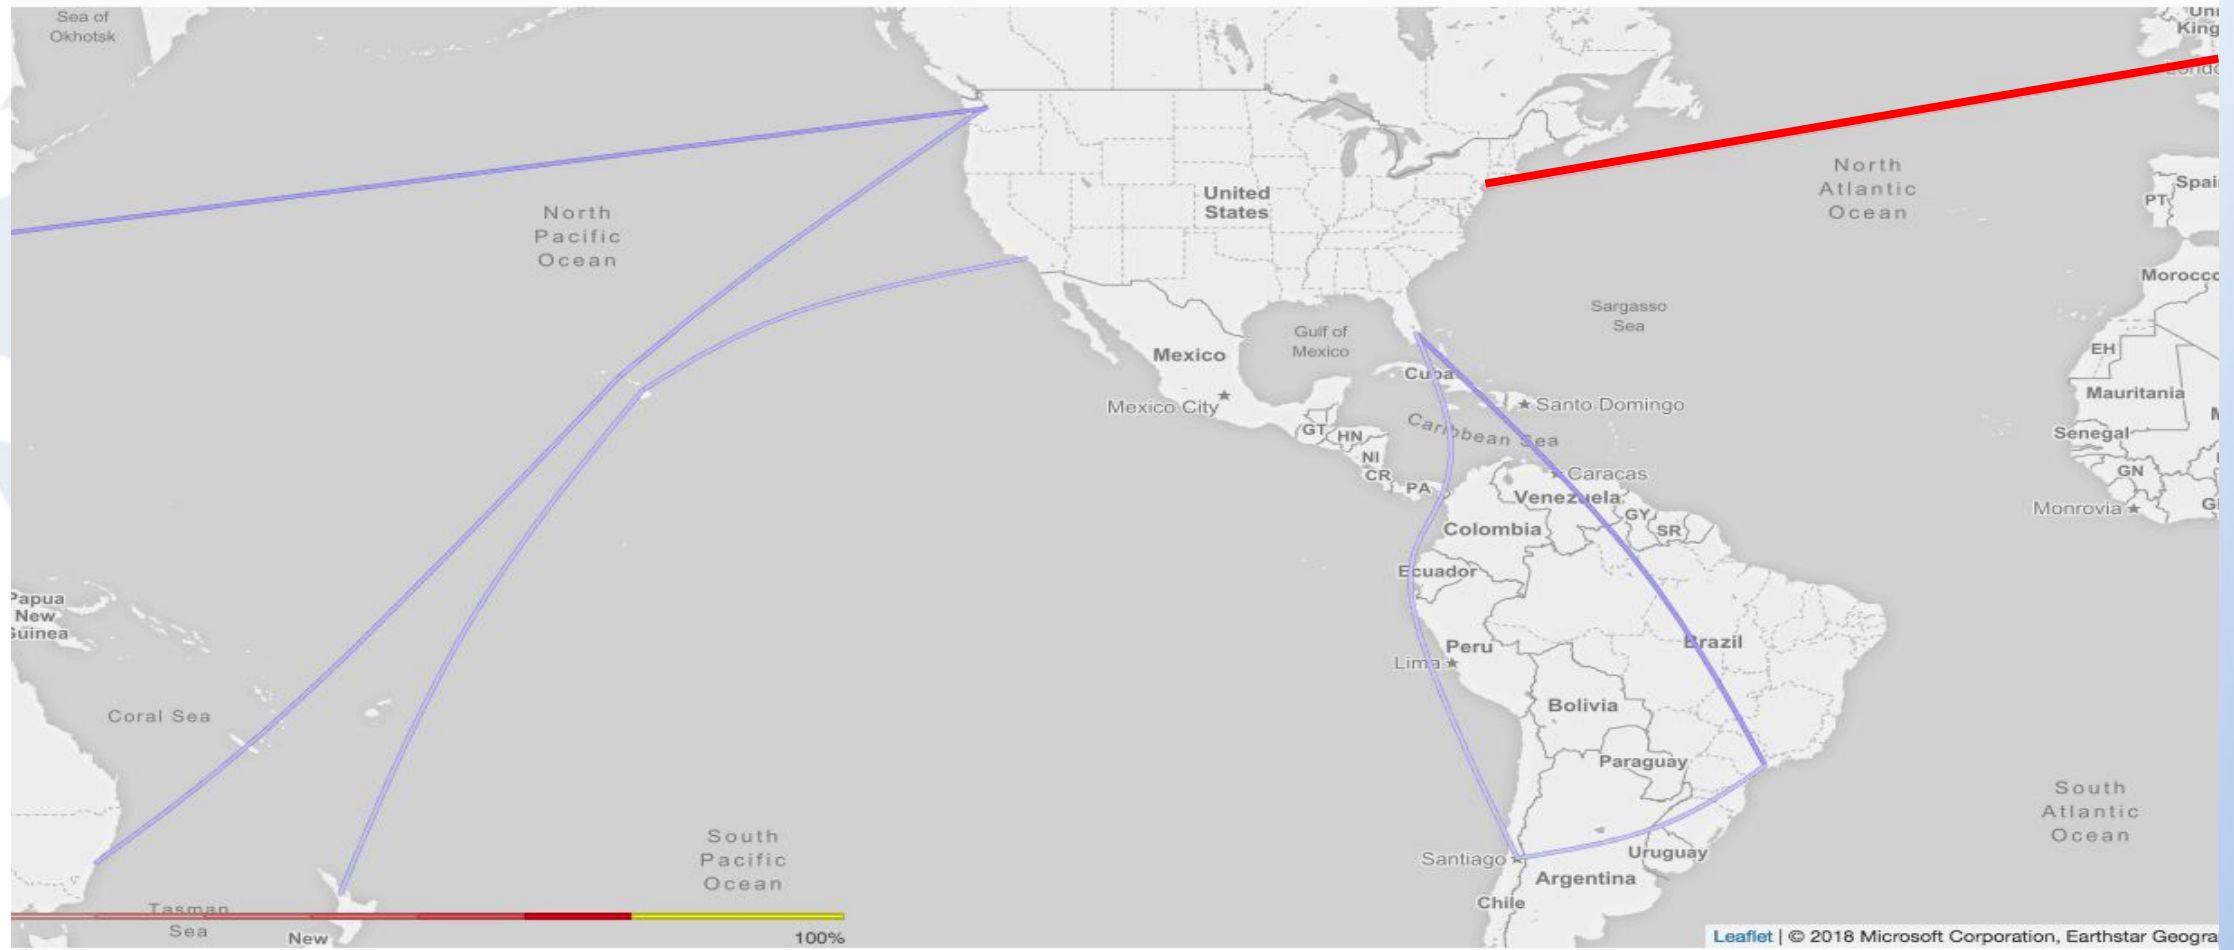 Sea of
Okhotsk
North
Pacific
Ocean
United
States
Mexico
Mexico City
Gulf of
Mexico
Cuba
Santo Domingo
Caribbean Sea
GT
HN
NI
CR
PA
Caracas
Venezuela
GY
SR
Colombia
Ecuador
Peru
Lima
Brazil
Bolivia
Paraguay
Santiago
Uruguay
Argentina
Chile
North
Atlantic
Ocean
Sargasso
Sea
Uni
King
Londo
Spai
PT
Morocco
EH
Mauritania
M
Senegal
GN
Monrovia
G
South
Atlantic
Ocean
Papua
New
Guinea
Coral Sea
South
Pacific
Ocean
Tasman
Sea
New
100%
Leaflet | © 2018 Microsoft Corporation, Earthstar Geogra